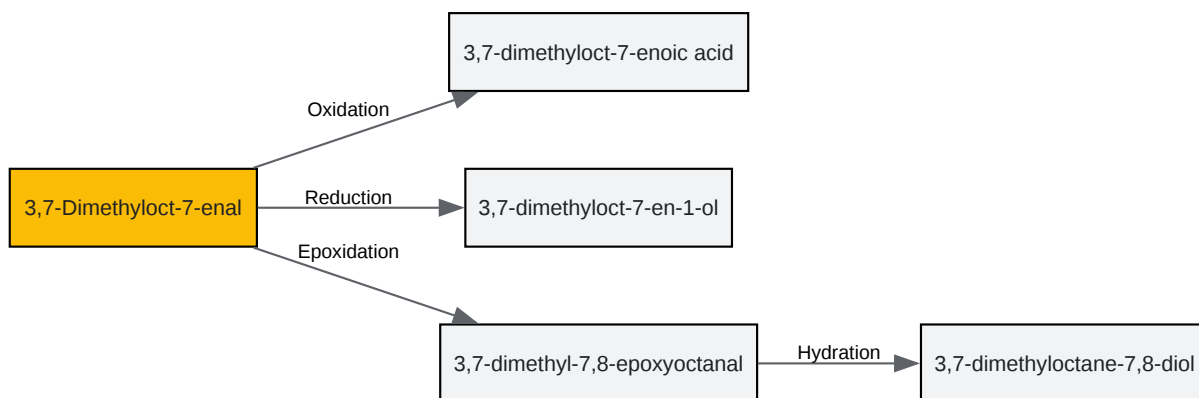 3,7-dimethyloct-7-enoic acid
Oxidation
3,7-Dimethyloct-7-enal
Reduction
3,7-dimethyloct-7-en-1-ol
Epoxidation
3,7-dimethyl-7,8-epoxyoctanal
Hydration
3,7-dimethyloctane-7,8-diol